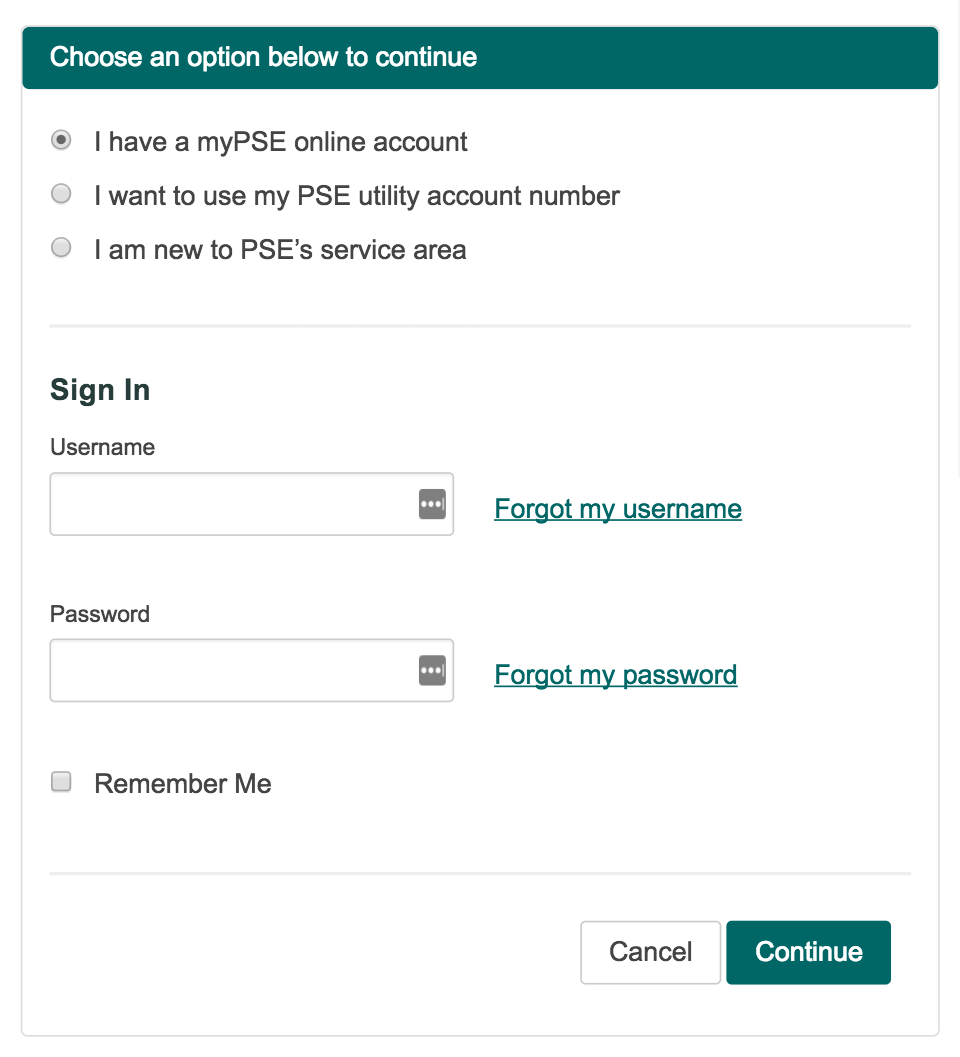 Choose an option below to continue
I have a myPSE online account
I want to use my PSE utility account number
I am new to PSE’s service area
Sign In
Username
Forgot my username
Password
Forgot my password
Remember Me
Cancel Continue